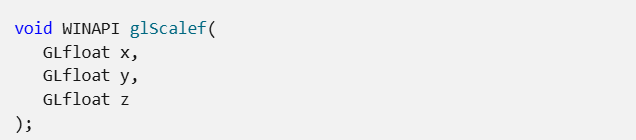 void WINAPI glScalef(
   GLfloat x,
   GLfloat y,
   GLfloat z
);